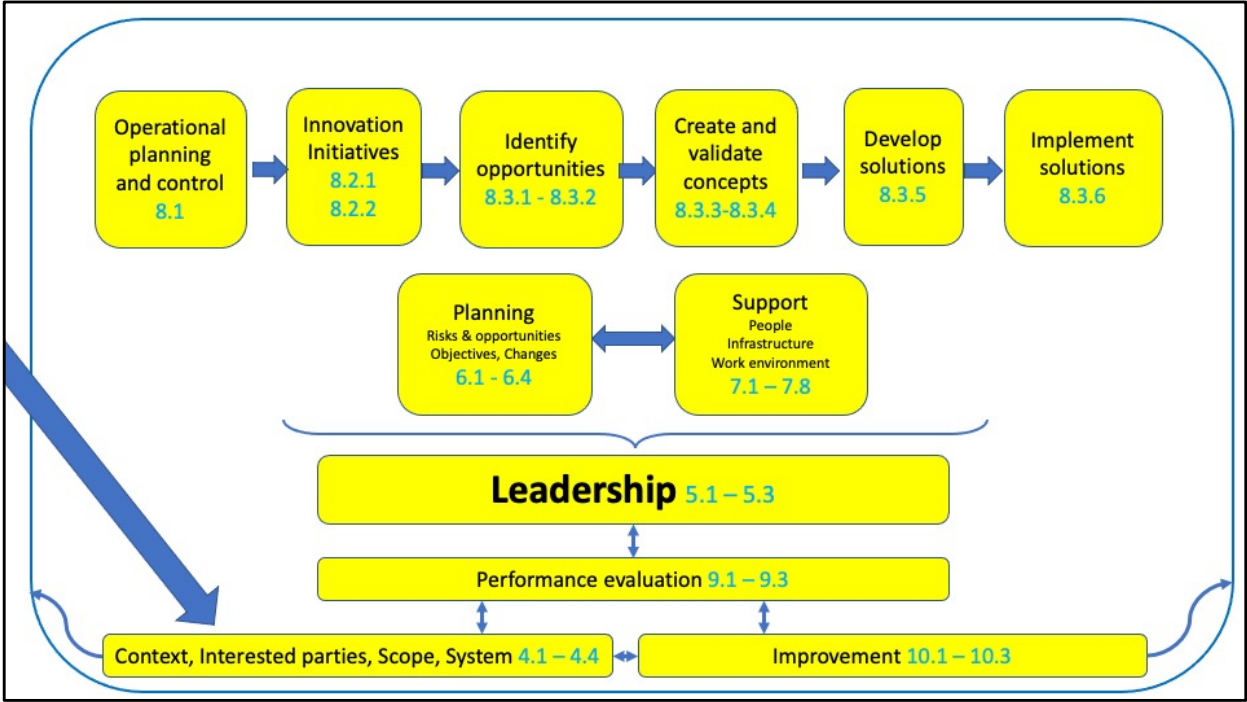 Operational
planning
and control
8.1
Innovation
Initiatives
8.2.1
8.2.2
Identify
opportunities
8.3.1 - 8.3.2
Create and
validate
concepts
8.3.3-8.3.4
Develop
solutions
8.3.5
Implement
solutions
8.3.6
Planning
Risks & opportunities
Objectives, Changes
6.1 - 6.4
Support
People
Infrastructure
Work environment
7.1 – 7.8
Leadership 5.1 – 5.3
Performance evaluation 9.1 – 9.3
Context, Interested parties, Scope, System 4.1 – 4.4
Improvement 10.1 – 10.3